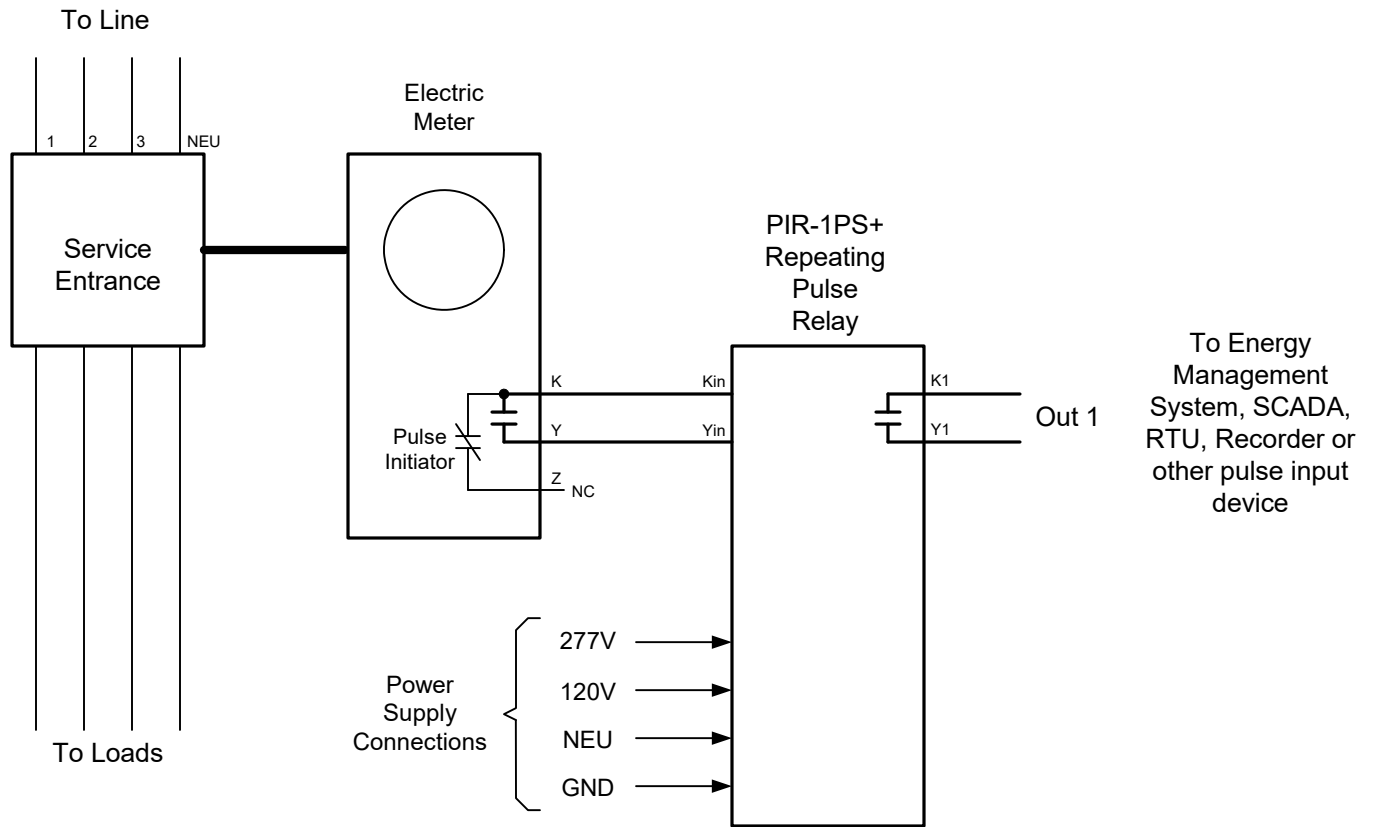 To Line
1
2
3
NEU
Service
Entrance
To Loads
Electric
Meter
K
Y
Z
NC
Pulse
Initiator
PIR-1PS+
Repeating
Pulse
Relay
Kin
Yin
K1
Y1
Out 1
To Energy
Management
System, SCADA,
RTU, Recorder or
other pulse input
device
Power
Supply
Connections
277V
120V
NEU
GND